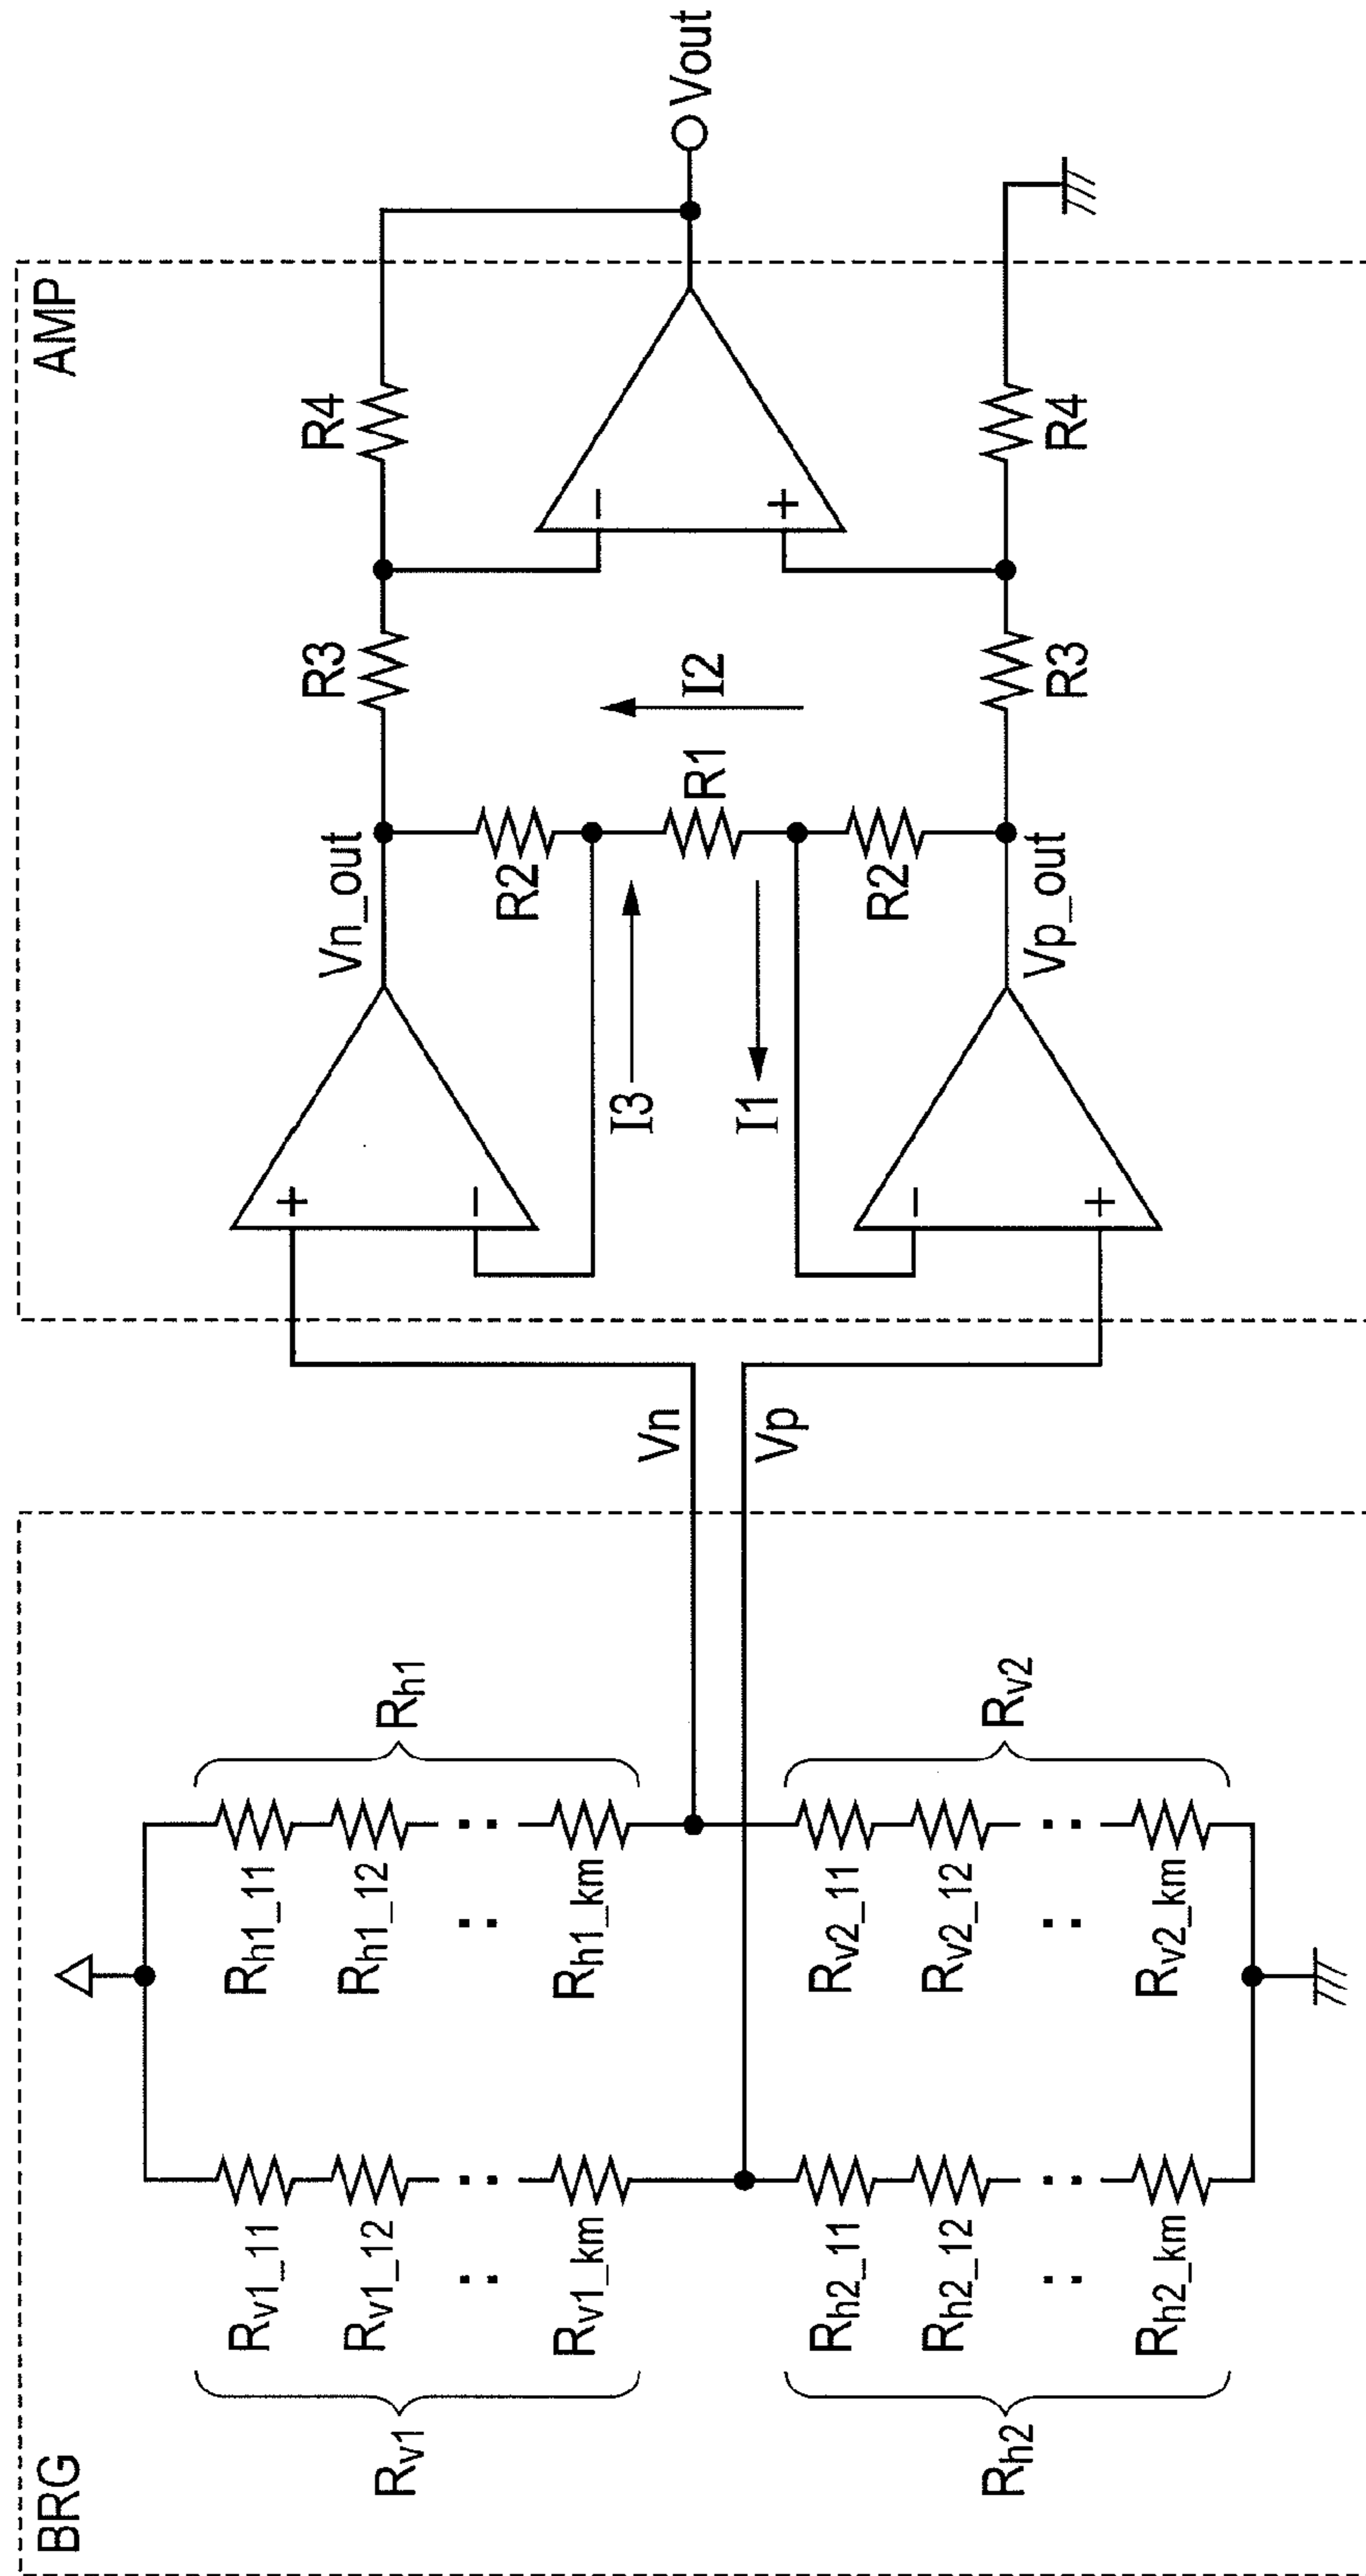 BRG
Rv1
Rv1_11
Rv1_12
Rv1_km
Rh1_11
Rh1_12
Rh1_km
Rh1
Rh2
Rh2_11
Rh2_12
Rh2_km
Rv2_11
Rv2_12
Rv2_km
Rv2
Vn
Vp
AMP
+
−
−
+
Vn_out
Vp_out
I3
I1
R2
R1
R2
I2
R3
R3
−
+
R4
R4
Vout